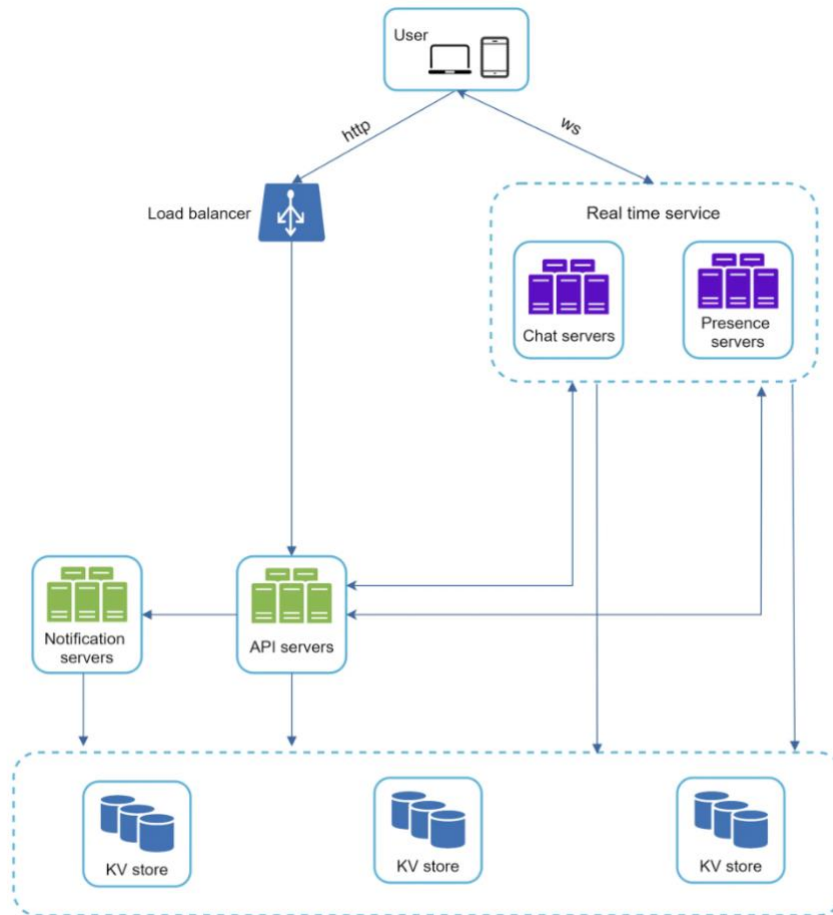 User
http
ws
Load balancer
Real time service
Chat servers
Presence
servers
Notification
servers
API servers
KV store
KV store
KV store